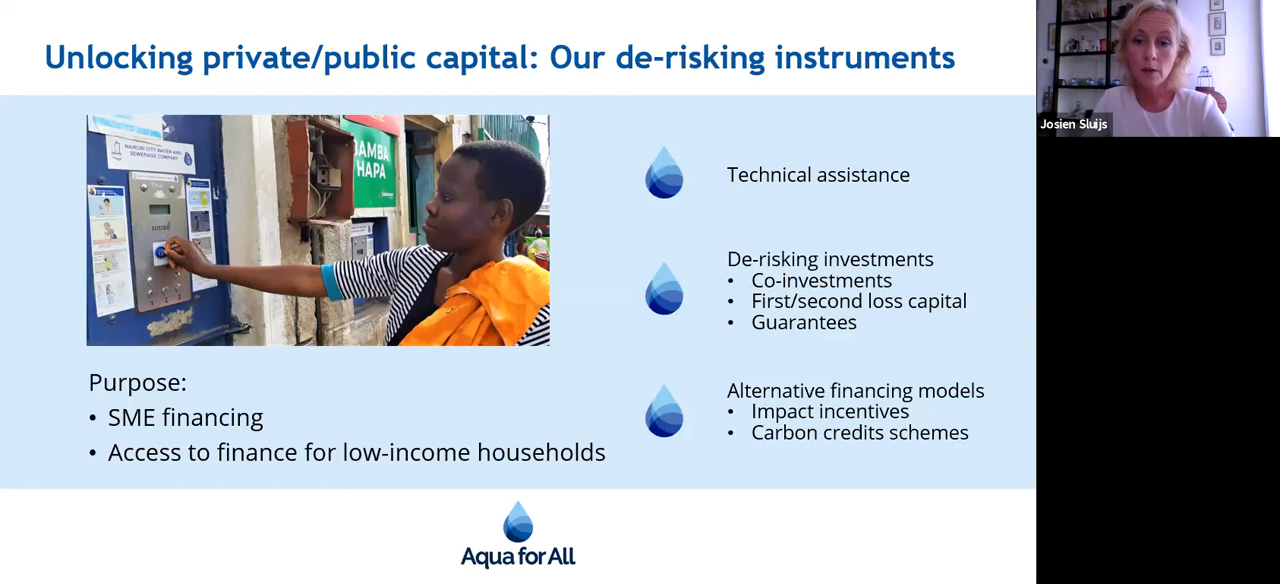 Unlocking private/public capital: Our de-risking instruments
Josien Sluijs
NAIROBI CITY WATER AND
SEWERAGE COMPANY
JAMBA
HAPA
Technical assistance
De-risking investments
• Co-investments
• First/second loss capital
• Guarantees
Purpose:
• SME financing
• Access to finance for low-income households
Alternative financing models
• Impact incentives
• Carbon credits schemes
Aqua for All